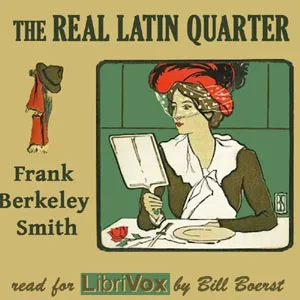 THE REAL LATIN QUARTER
Frank
Berkeley
Smith
read for LibriVox by Bill Boerst